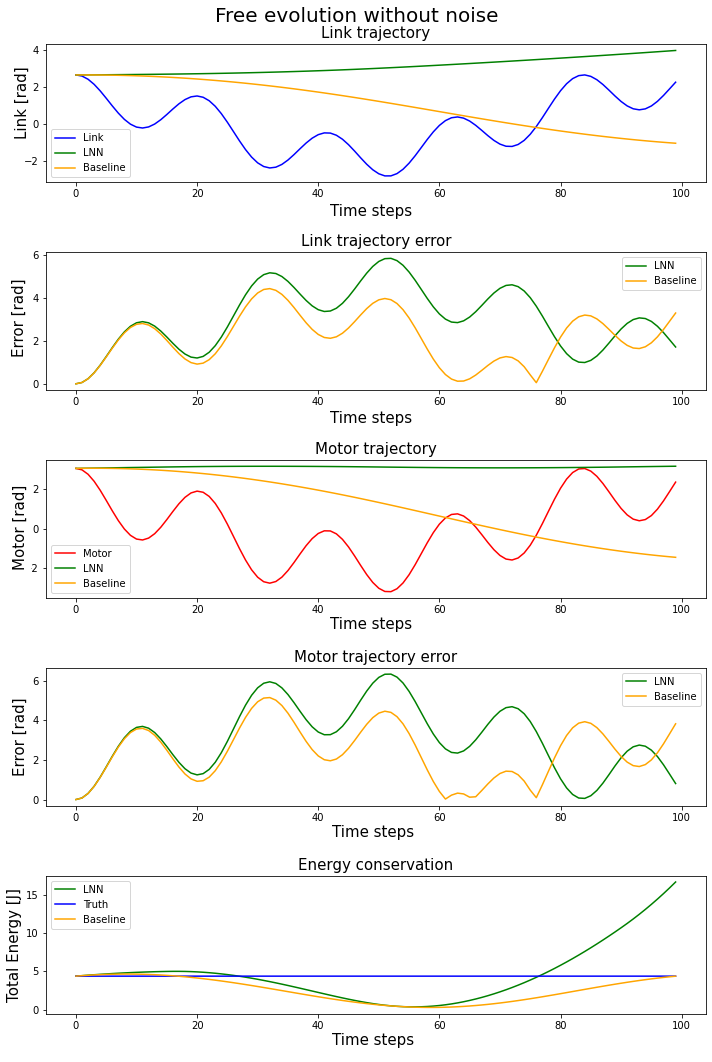 Free evolution without noise
Link trajectory
Link [rad]
4
2
0
−2
Link
LNN
Baseline
0 20 40 60 80 100
Time steps
Link trajectory error
Error [rad]
6
4
2
0
LNN
Baseline
0 20 40 60 80 100
Time steps
Motor trajectory
Motor [rad]
2
0
2
Motor
LNN
Baseline
0 20 40 60 80 100
Time steps
Motor trajectory error
Error [rad]
6
4
2
0
LNN
Baseline
0 20 40 60 80 100
Time steps
Energy conservation
Total Energy [J]
15
10
5
0
LNN
Truth
Baseline
0 20 40 60 80 100
Time steps